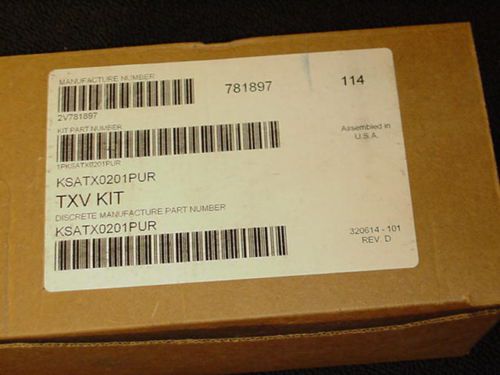 MANUFACTURE NUMBER
781897
114
2V781897
KIT PART NUMBER
Assembled in
U.S.A.
1PKSATX0201PUR
KSATX0201PUR
TXV KIT
DISCRETE MANUFACTURE PART NUMBER
KSATX0201PUR
320614 - 101
REV. D